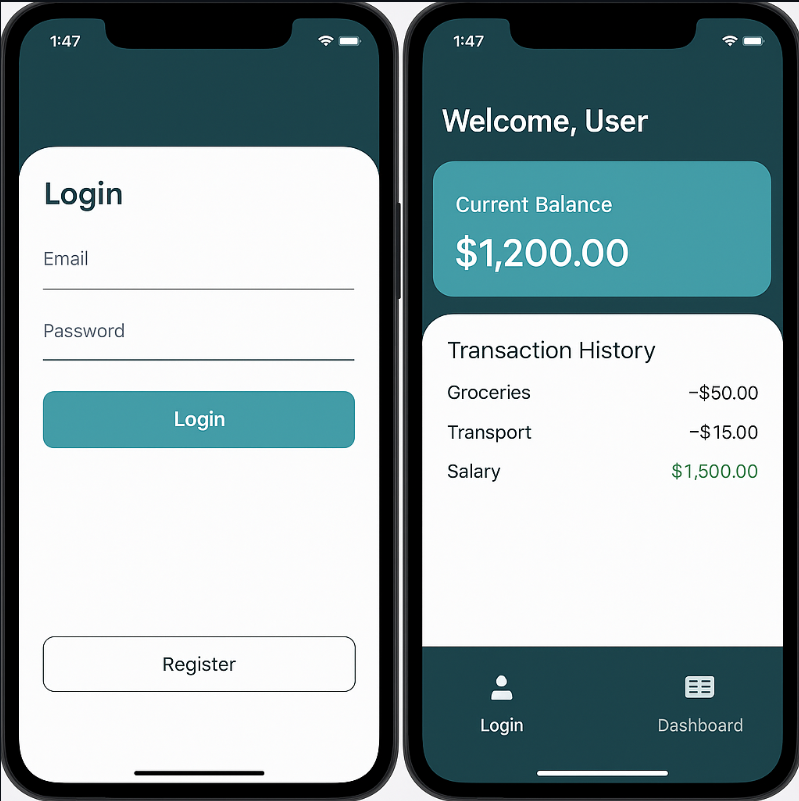 1:47
Login
Email
Password
Login
Register
1:47
Welcome, User
Current Balance
$1,200.00
Transaction History
Groceries −$50.00
Transport −$15.00
Salary $1,500.00
Login Dashboard